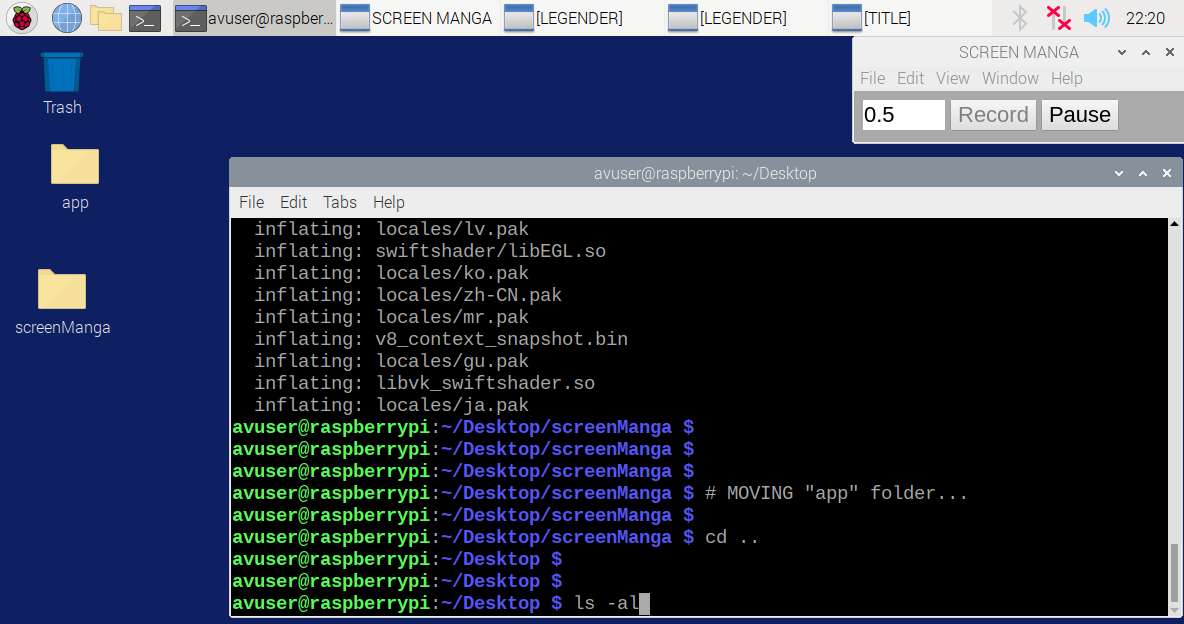 avuser@raspber... SCREEN MANGA [LEGENDER] [LEGENDER] [TITLE] 22:20
SCREEN MANGA
File Edit View Window Help
0.5 Record Pause
Trash
app
screenManga
avuser@raspberrypi: ~/Desktop
File Edit Tabs Help
inflating: locales/lv.pak
inflating: swiftshader/libEGL.so
inflating: locales/ko.pak
inflating: locales/zh-CN.pak
inflating: locales/mr.pak
inflating: v8_context_snapshot.bin
inflating: locales/gu.pak
inflating: libvk_swiftshader.so
inflating: locales/ja.pak
avuser@raspberrypi:~/Desktop/screenManga $
avuser@raspberrypi:~/Desktop/screenManga $
avuser@raspberrypi:~/Desktop/screenManga $
avuser@raspberrypi:~/Desktop/screenManga $ # MOVING "app" folder...
avuser@raspberrypi:~/Desktop/screenManga $
avuser@raspberrypi:~/Desktop/screenManga $ cd ..
avuser@raspberrypi:~/Desktop $
avuser@raspberrypi:~/Desktop $
avuser@raspberrypi:~/Desktop $ ls -al